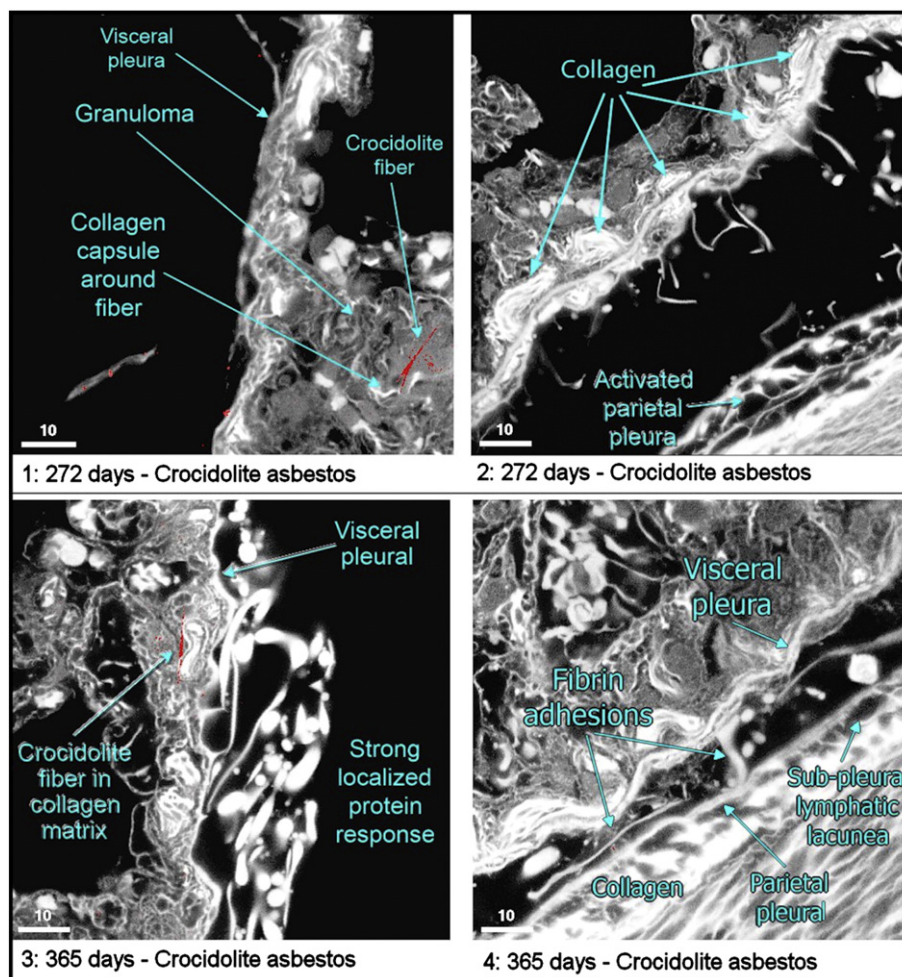 Visceral
pleura
Granuloma
Crocidolite
fiber
Collagen
capsule
around
fiber
10
1: 272 days - Crocidolite asbestos
Collagen
Activated
parietal
pleura
10
2: 272 days - Crocidolite asbestos
Visceral
pleural
Crocidolite
fiber in
collagen
matrix
Strong
localized
protein
response
10
3: 365 days - Crocidolite asbestos
Visceral
pleura
Fibrin
adhesions
Sub-pleural
lymphatic
lacunea
Collagen
Parietal
pleural
10
4: 365 days - Crocidolite asbestos